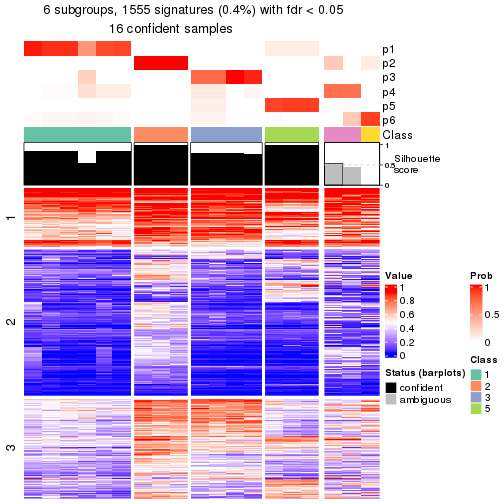 6 subgroups, 1555 signatures (0.4%) with fdr < 0.05
16 confident samples
p1
p2
p3
p4
p5
p6
Class
1
0.5
0
Silhouette
score
1
2
3
Value
1
0.8
0.6
0.4
0.2
0
Status (barplots)
confident
ambiguous
Prob
1
0.5
0
Class
1
2
3
5